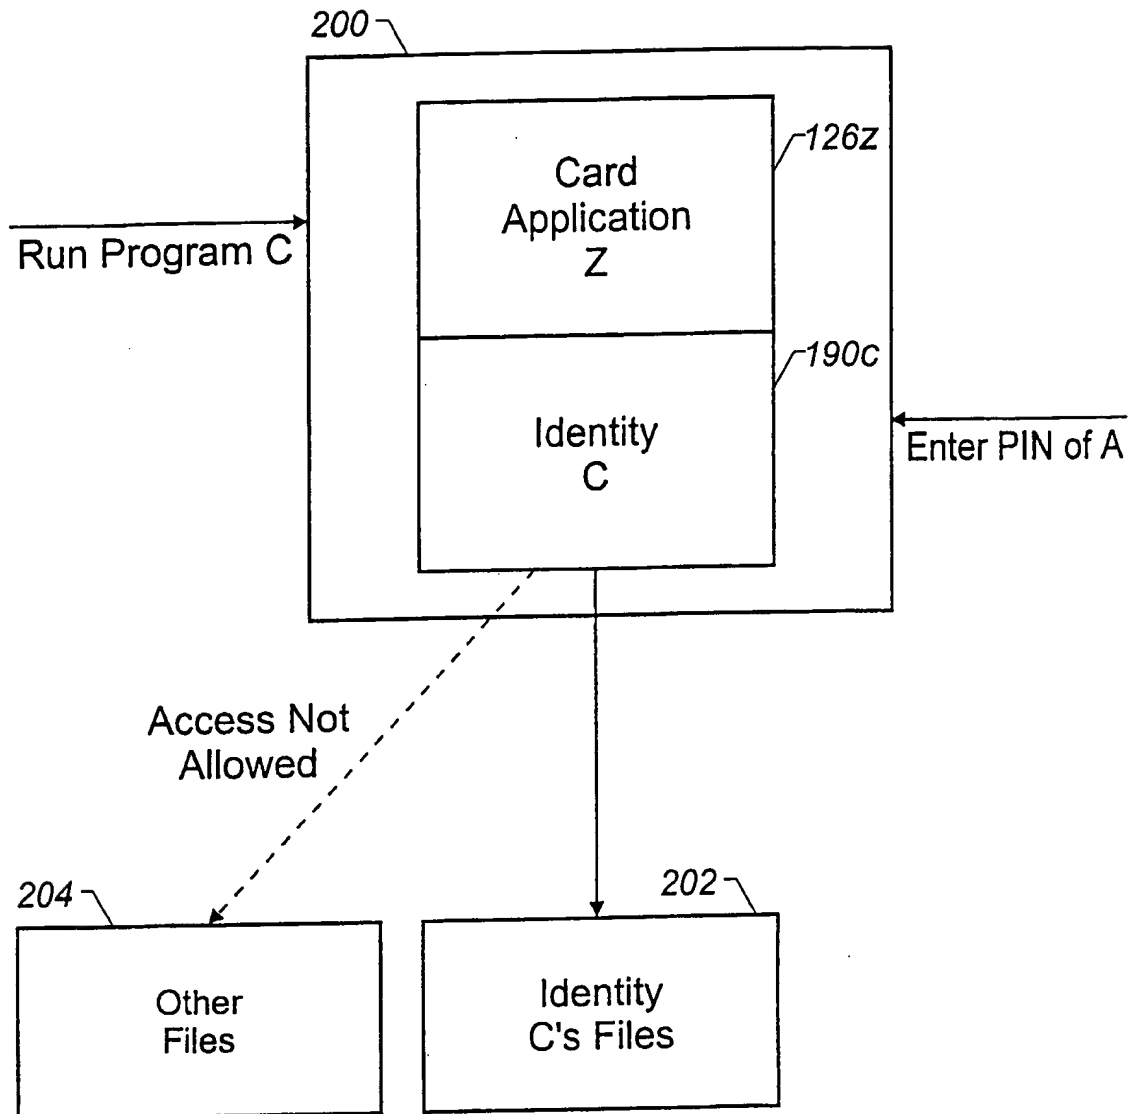 200
126z
Card
Application
Z
Run Program C
190c
Identity
C
Enter PIN of A
Access Not
Allowed
204
202
Other
Files
Identity
C's Files